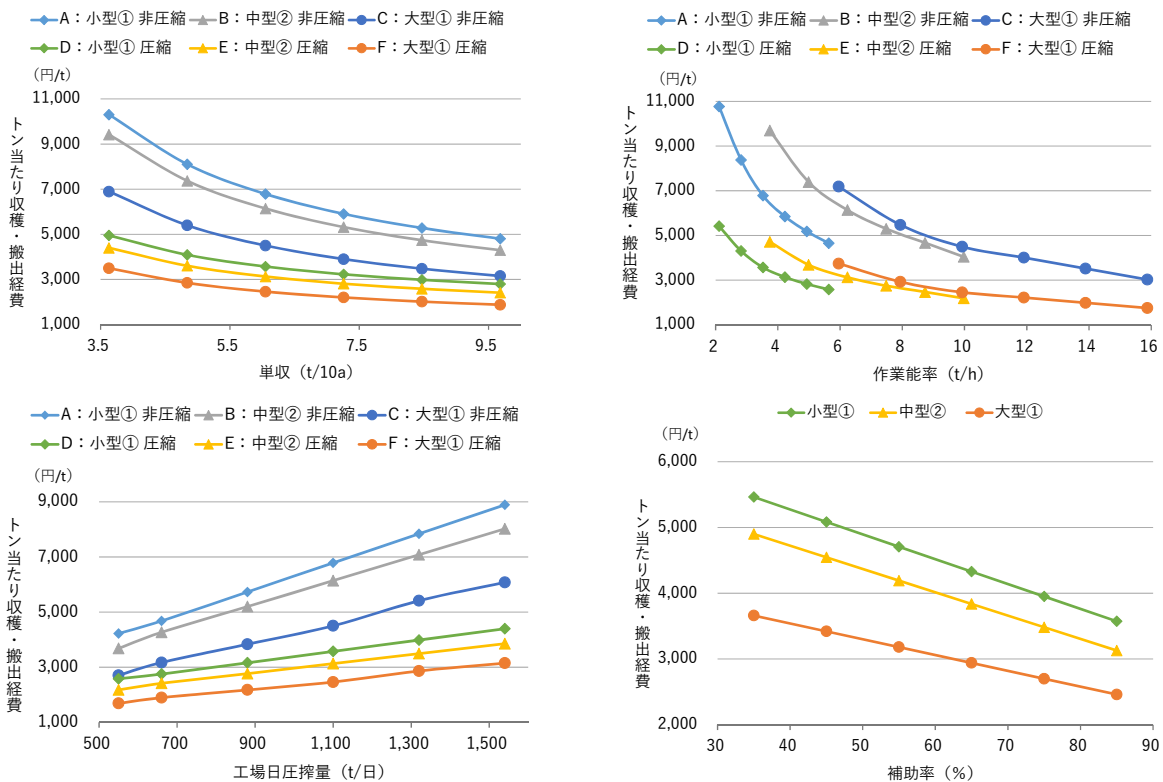 A：小型① 非圧縮 B：中型② 非圧縮 C：大型① 非圧縮
D：小型① 圧縮 E：中型② 圧縮 F：大型① 圧縮
（円/t）
トン当たり収穫・搬出経費
11,000
9,000
7,000
5,000
3,000
1,000
3.5 5.5 7.5 9.5
単収（t/10a）
A：小型① 非圧縮 B：中型② 非圧縮 C：大型① 非圧縮
D：小型① 圧縮 E：中型② 圧縮 F：大型① 圧縮
（円/t）
トン当たり収穫・搬出経費
11,000
9,000
7,000
5,000
3,000
1,000
2 4 6 8 10 12 14 16
作業能率（t/h）
A：小型① 非圧縮 B：中型② 非圧縮 C：大型① 非圧縮
D：小型① 圧縮 E：中型② 圧縮 F：大型① 圧縮
（円/t）
トン当たり収穫・搬出経費
9,000
7,000
5,000
3,000
1,000
500 700 900 1,100 1,300 1,500
工場日圧搾量（t/日）
小型① 中型② 大型①
（円/t）
トン当たり収穫・搬出経費
6,000
5,000
4,000
3,000
2,000
30 40 50 60 70 80 90
補助率（%）